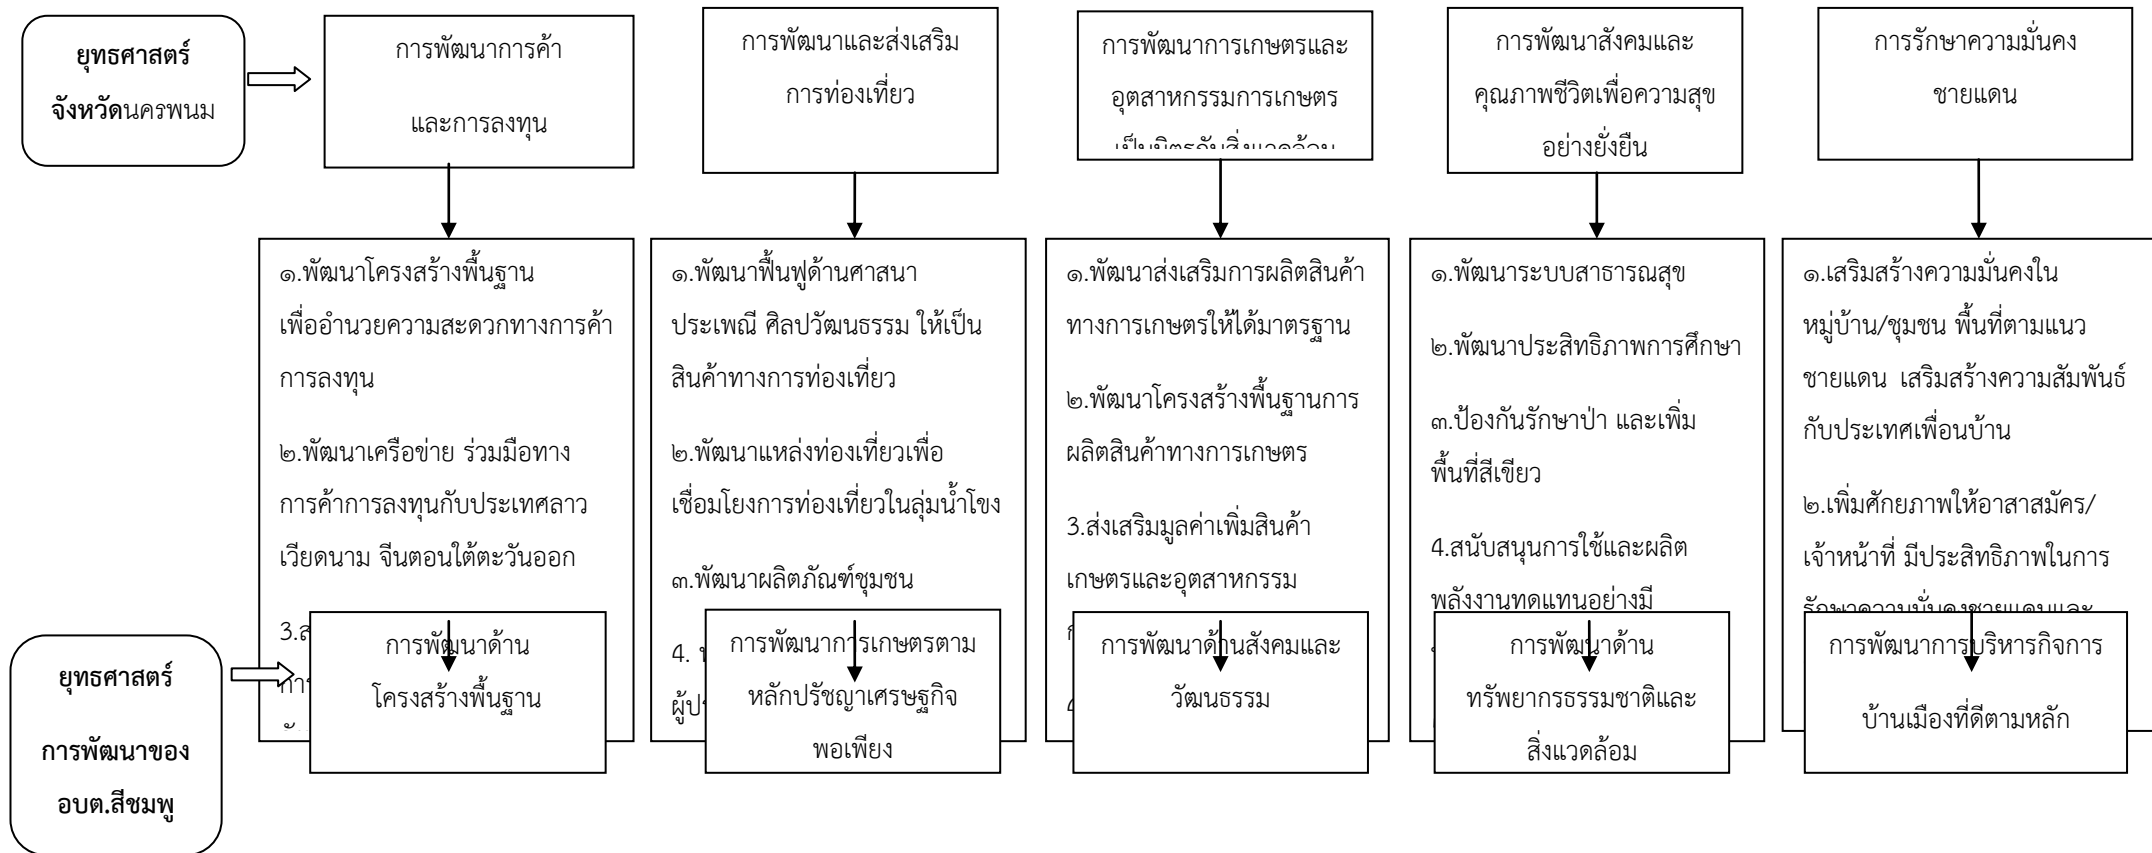 ยุทธศาสตร์
จังหวัดนครพนม
การพัฒนาการค้า
และการลงทุน
การพัฒนาและส่งเสริม
การท่องเที่ยว
การพัฒนาการเกษตรและ
อุตสาหกรรมการเกษตร
เป็นมิตรกับสิ่งแวดล้อม
การพัฒนาสังคมและ
คุณภาพชีวิตเพื่อความสุข
อย่างยั่งยืน
การรักษาความมั่นคง
ชายแดน
๑.พัฒนาโครงสร้างพื้นฐาน
เพื่ออำนวยความสะดวกทางการค้า
การลงทุน
๒.พัฒนาเครือข่าย ร่วมมือทาง
การค้าการลงทุนกับประเทศลาว
เวียดนาม จีนตอนใต้ตะวันออก
3.ส
การ
๑.พัฒนาฟื้นฟูด้านศาสนา
ประเพณี ศิลปวัฒนธรรม ให้เป็น
สินค้าทางการท่องเที่ยว
๒.พัฒนาแหล่งท่องเที่ยวเพื่อ
เชื่อมโยงการท่องเที่ยวในลุ่มน้ำโขง
๓.พัฒนาผลิตภัณฑ์ชุมชน
4.
๑.พัฒนาส่งเสริมการผลิตสินค้า
ทางการเกษตรให้ได้มาตรฐาน
๒.พัฒนาโครงสร้างพื้นฐานการ
ผลิตสินค้าทางการเกษตร
3.ส่งเสริมมูลค่าเพิ่มสินค้า
เกษตรและอุตสาหกรรม
๑.พัฒนาระบบสาธารณสุข
๒.พัฒนาประสิทธิภาพการศึกษา
๓.ป้องกันรักษาป่า และเพิ่ม
พื้นที่สีเขียว
4.สนับสนุนการใช้และผลิต
พลังงานทดแทนอย่างมี
๑.เสริมสร้างความมั่นคงใน
หมู่บ้าน/ชุมชน พื้นที่ตามแนว
ชายแดน เสริมสร้างความสัมพันธ์
กับประเทศเพื่อนบ้าน
๒.เพิ่มศักยภาพให้อาสาสมัคร/
เจ้าหน้าที่ มีประสิทธิภาพในการ
รักษาความมั่นคงชายแดนและ
ยุทธศาสตร์
การพัฒนาของ
อบต.สีชมพู
การพัฒนาด้าน
โครงสร้างพื้นฐาน
การพัฒนาการเกษตรตาม
หลักปรัชญาเศรษฐกิจ
พอเพียง
การพัฒนาด้านสังคมและ
วัฒนธรรม
การพัฒนาด้าน
ทรัพยากรธรรมชาติและ
สิ่งแวดล้อม
การพัฒนาการบริหารกิจการ
บ้านเมืองที่ดีตามหลัก